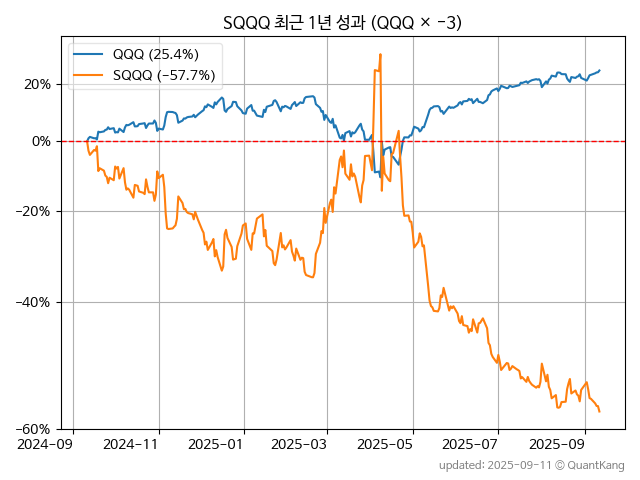 SQQQ 최근 1년 성과 (QQQ × −3)
QQQ (25.4%)
SQQQ (−57.7%)
20%
0%
−20%
−40%
−60%
2024-09 2024-11 2025-01 2025-03 2025-05 2025-07 2025-09
updated: 2025-09-11 © QuantKang